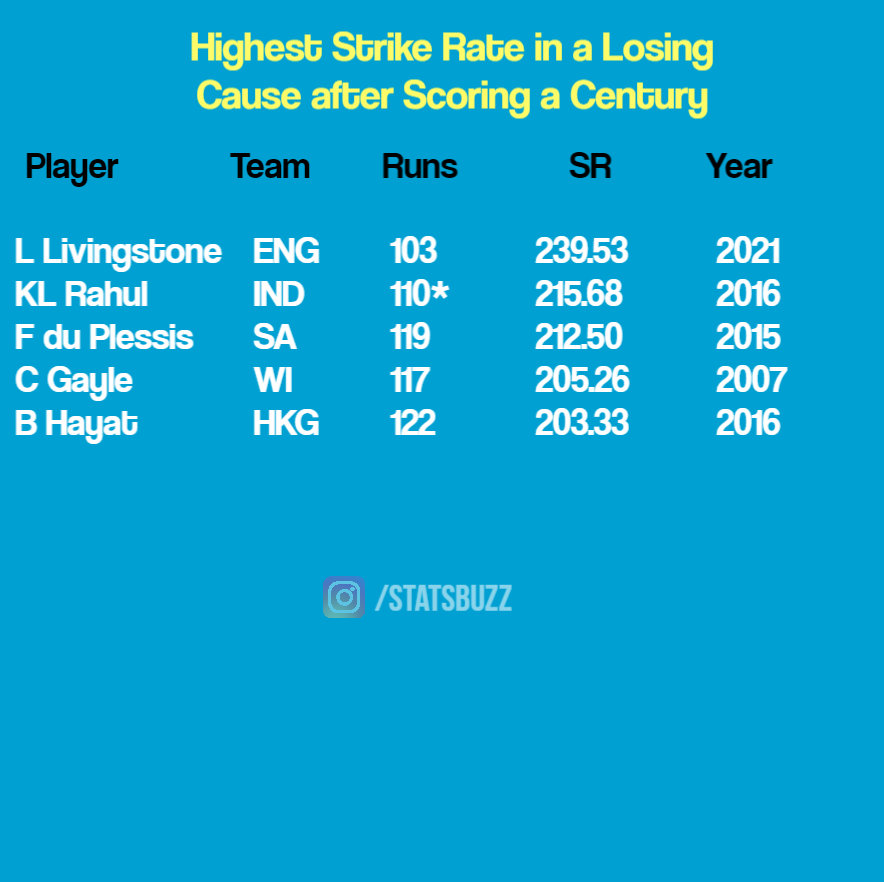 Highest Strike Rate in a Losing
Cause after Scoring a Century
Player Team Runs SR Year
L Livingstone ENG 103 239.53 2021
KL Rahul IND 110* 215.68 2016
F du Plessis SA 119 212.50 2015
C Gayle WI 117 205.26 2007
B Hayat HKG 122 203.33 2016
/STATSBUZZ